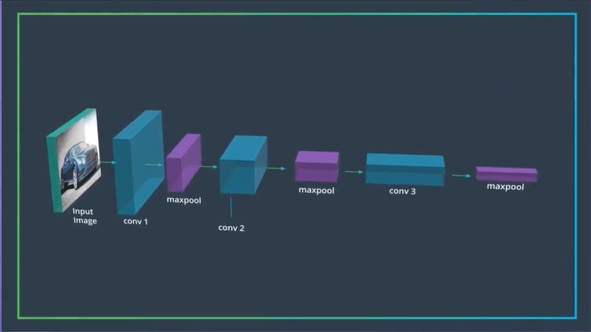 Input
Image
conv 1
maxpool
conv 2
maxpool
conv 3
maxpool